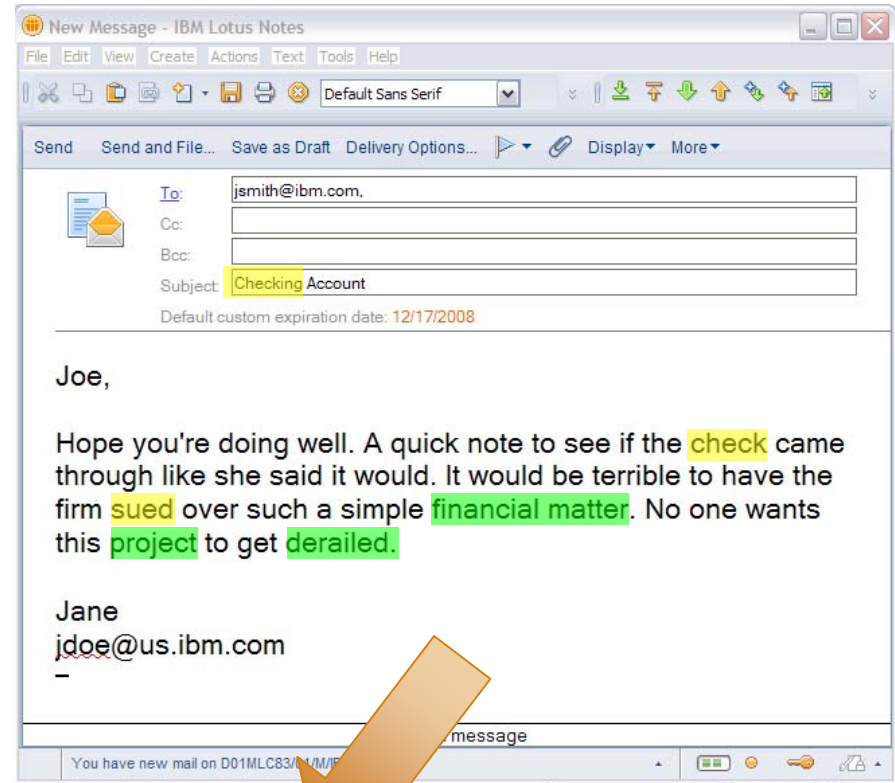 New Message - IBM Lotus Notes
File Edit View Create Actions Text Tools Help
Default Sans Serif
Send Send and File... Save as Draft Delivery Options... Display More
To: jsmith@ibm.com,
Cc:
Bcc:
Subject: Checking Account
Default custom expiration date: 12/17/2008
Joe,
Hope you're doing well. A quick note to see if the check came
through like she said it would. It would be terrible to have the
firm sued over such a simple financial matter. No one wants
this project to get derailed.
Jane
jdoe@us.ibm.com
message
You have new mail on